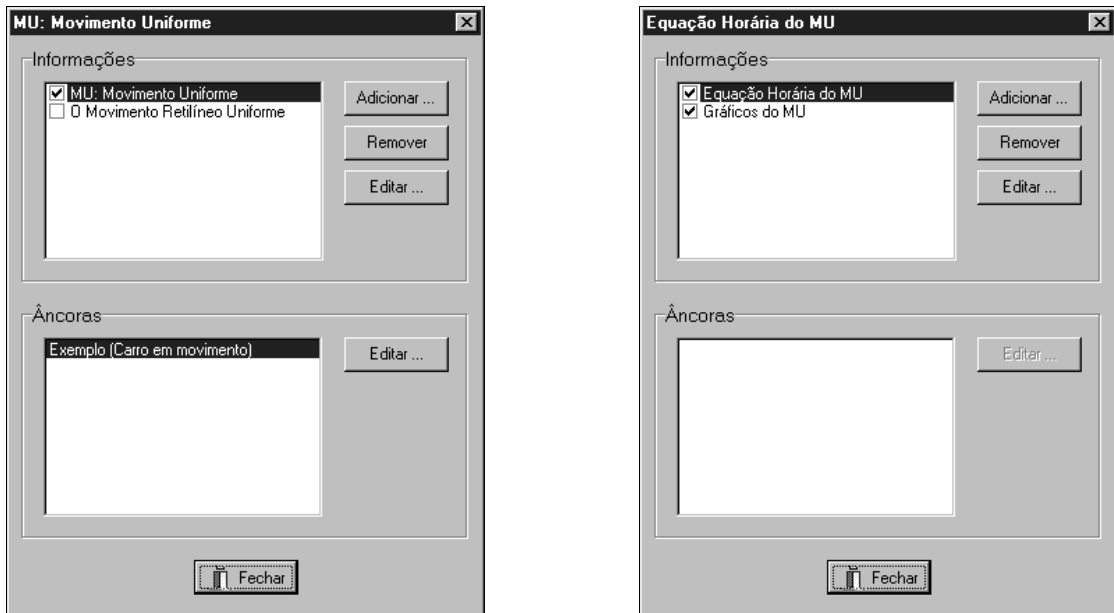 MU: Movimento Uniforme
Informações
MU: Movimento Uniforme
O Movimento Retilíneo Uniforme
Adicionar ...
Remover
Editar ...
Âncoras
Exemplo (Carro em movimento)
Editar ...
Fechar
Equação Horária do MU
Informações
Equação Horária do MU
Gráficos do MU
Adicionar ...
Remover
Editar ...
Âncoras
Editar ...
Fechar